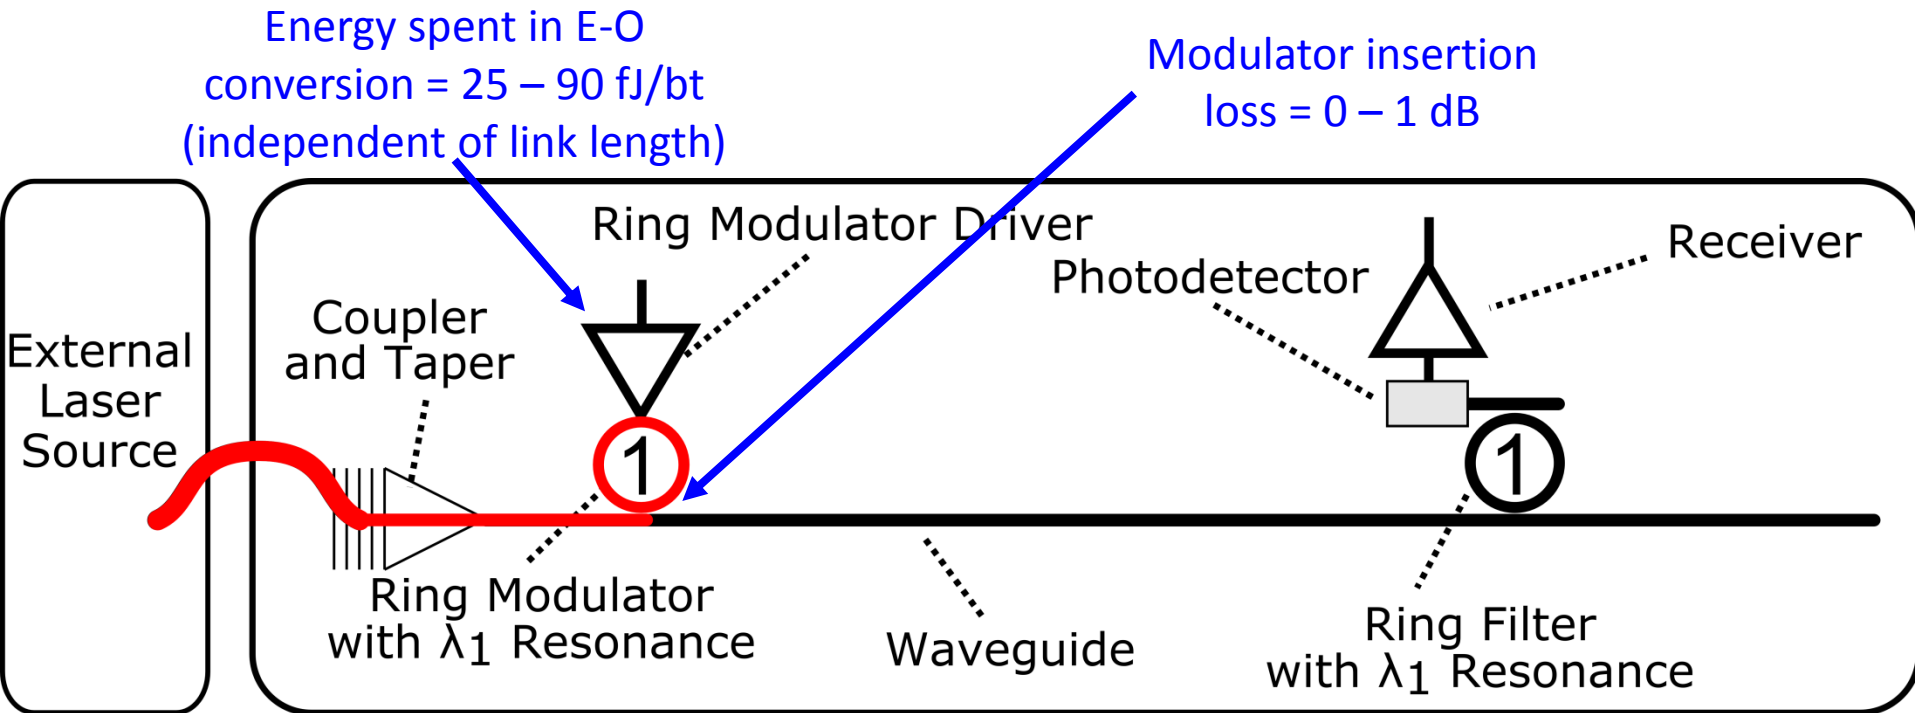 Energy spent in E-O
conversion = 25 – 90 fJ/bt
(independent of link length)
Modulator insertion
loss = 0 – 1 dB
External
Laser
Source
Coupler
and Taper
Ring Modulator Driver
Photodetector
Receiver
1
1
Ring Modulator
with λ1 Resonance
Waveguide
Ring Filter
with λ1 Resonance